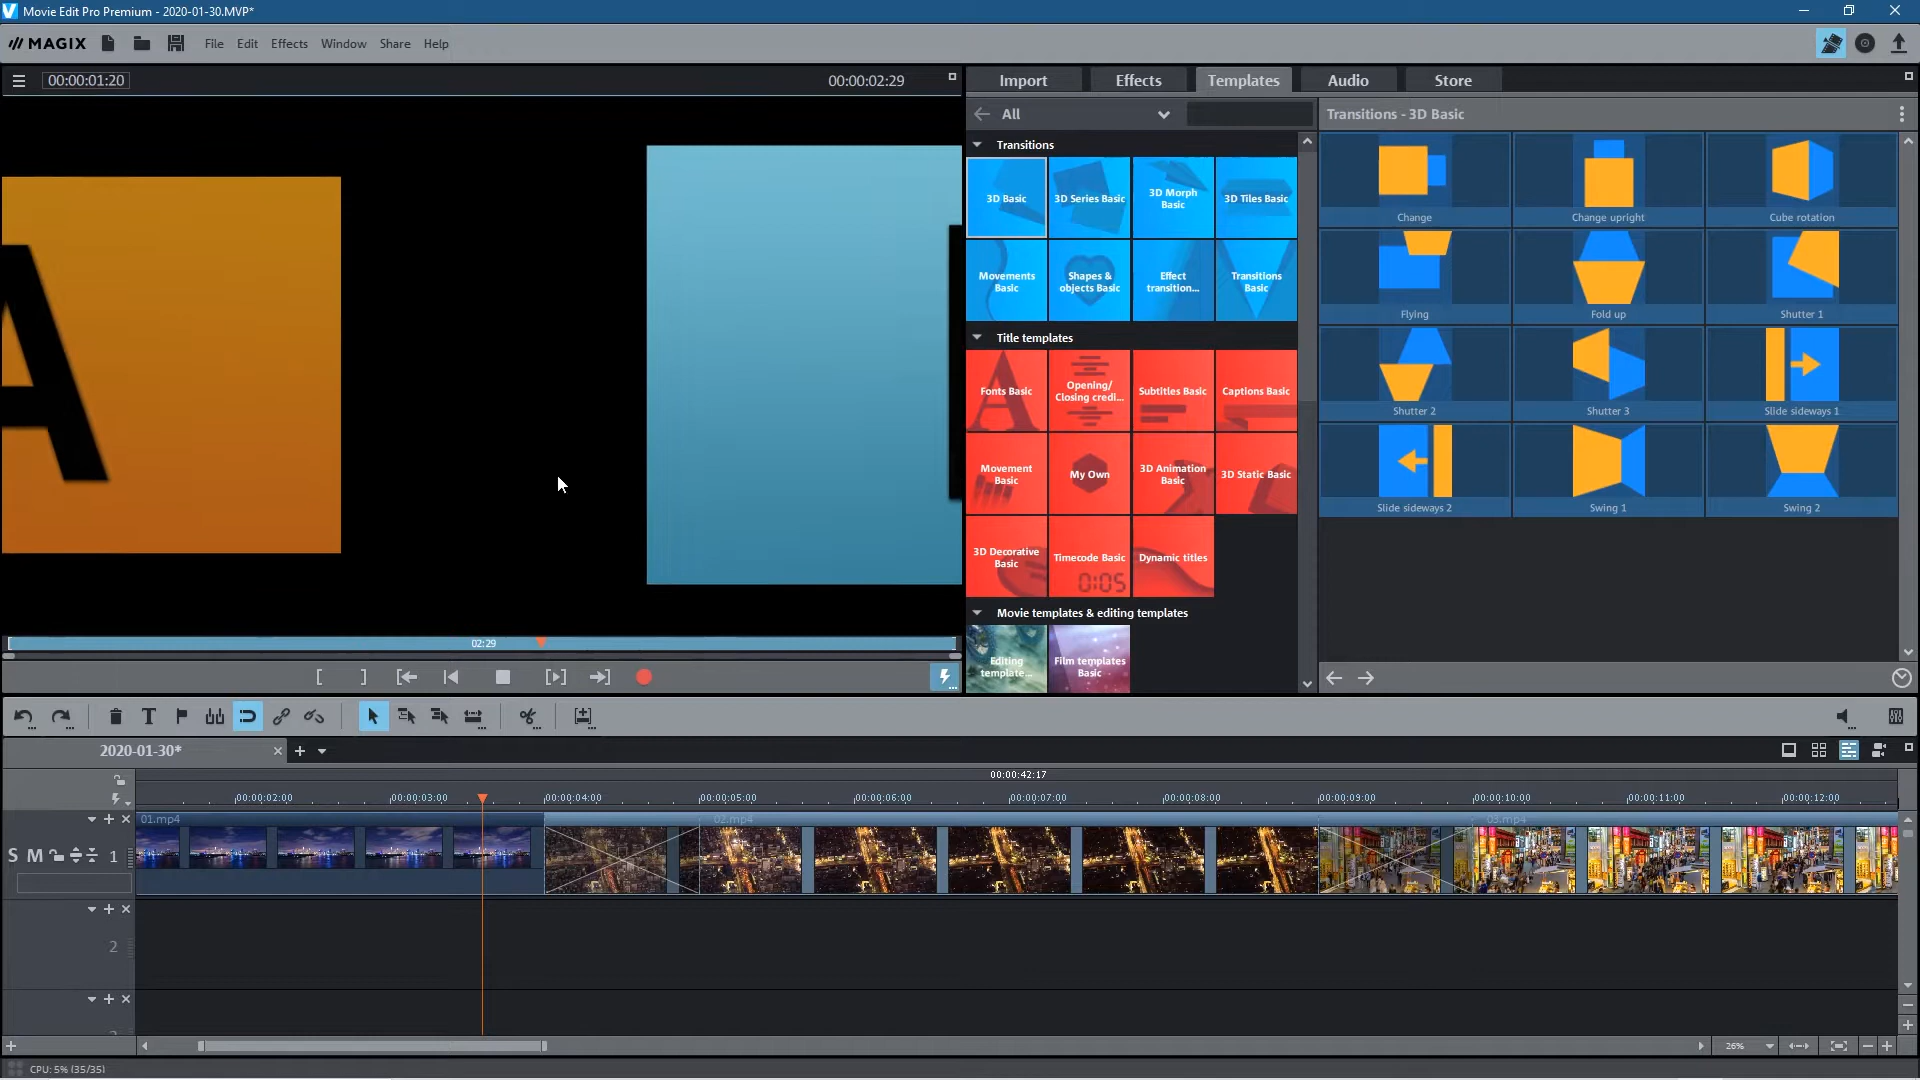 Movie Edit Pro Premium - 2020-01-30.MVP*
MAGIX File Edit Effects Window Share Help
00:00:01:20 00:00:02:29
A
02:29
Import Effects Templates Audio Store
All
Transitions
3D Basic 3D Series Basic 3D Morph Basic 3D Tiles Basic
Movements Basic Shapes & objects Basic Effect transition... Transitions Basic
Title templates
Fonts Basic Opening/ Closing credi... Subtitles Basic Captions Basic
Movement Basic My Own 3D Animation Basic 3D Static Basic
3D Decorative Basic Timecode Basic 0:05 Dynamic titles
Movie templates & editing templates
Editing template... Film templates Basic
Transitions - 3D Basic
Change Change upright Cube rotation
Flying Fold up Shutter 1
Shutter 2 Shutter 3 Slide sideways 1
Slide sideways 2 Swing 1 Swing 2
2020-01-30*
00:00:42:17
00:00:02:00 00:00:03:00 00:00:04:00 00:00:05:00 00:00:06:00 00:00:07:00 00:00:08:00 00:00:09:00 00:00:10:00 00:00:11:00 00:00:12:00
01.mp4 02.mp4 03.mp4
S M 1
2
26%
CPU: 5% (35/35)